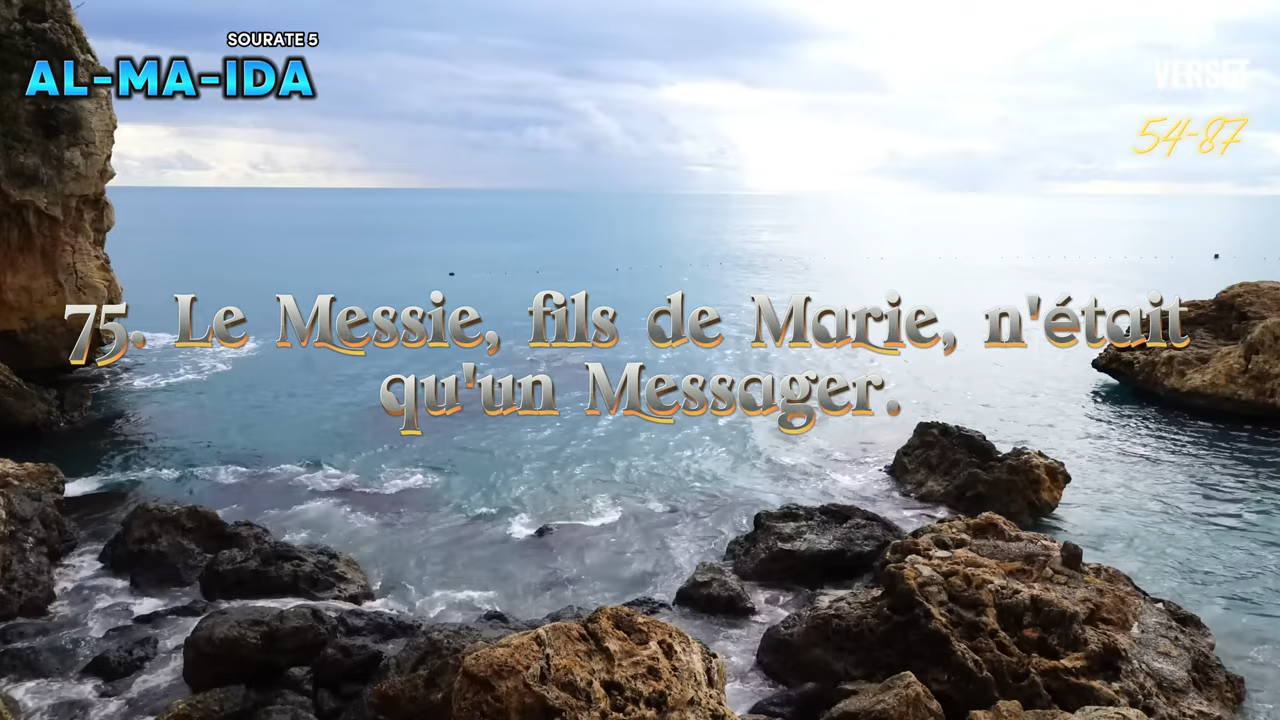 SOURATE 5
AL-MA-IDA
VERSET
54-87
75. Le Messie, fils de Marie, n'était
qu'un Messager.